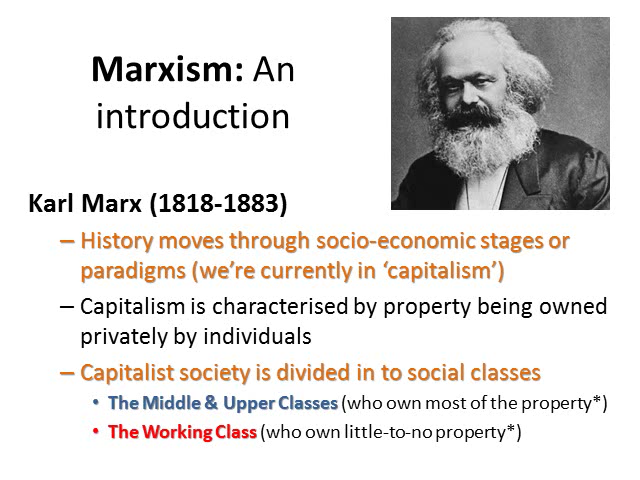 Marxism: An
introduction
Karl Marx (1818-1883)
– History moves through socio-economic stages or
paradigms (we’re currently in ‘capitalism’)
– Capitalism is characterised by property being owned
privately by individuals
– Capitalist society is divided in to social classes
• The Middle & Upper Classes (who own most of the property*)
• The Working Class (who own little-to-no property*)